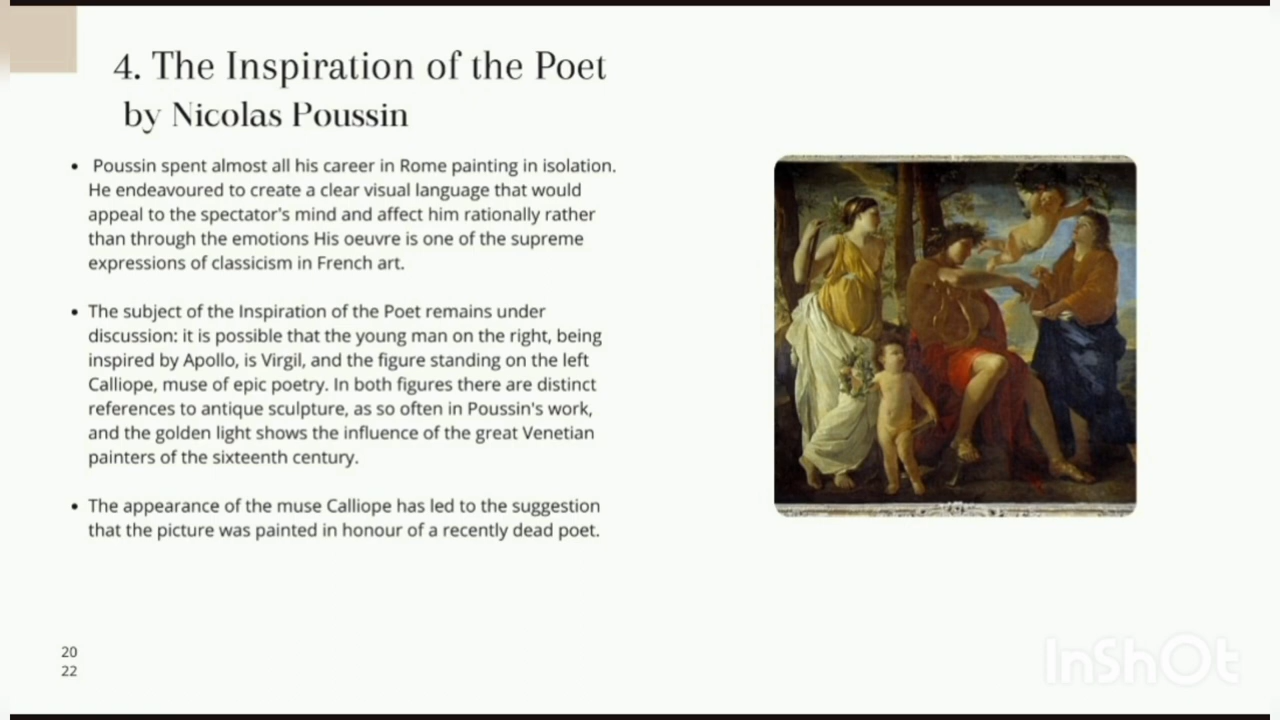 4. The Inspiration of the Poet
by Nicolas Poussin
• Poussin spent almost all his career in Rome painting in isolation.
He endeavoured to create a clear visual language that would
appeal to the spectator's mind and affect him rationally rather
than through the emotions His oeuvre is one of the supreme
expressions of classicism in French art.
• The subject of the Inspiration of the Poet remains under
discussion: it is possible that the young man on the right, being
inspired by Apollo, is Virgil, and the figure standing on the left
Calliope, muse of epic poetry. In both figures there are distinct
references to antique sculpture, as so often in Poussin's work,
and the golden light shows the influence of the great Venetian
painters of the sixteenth century.
• The appearance of the muse Calliope has led to the suggestion
that the picture was painted in honour of a recently dead poet.
20
22
InShOt